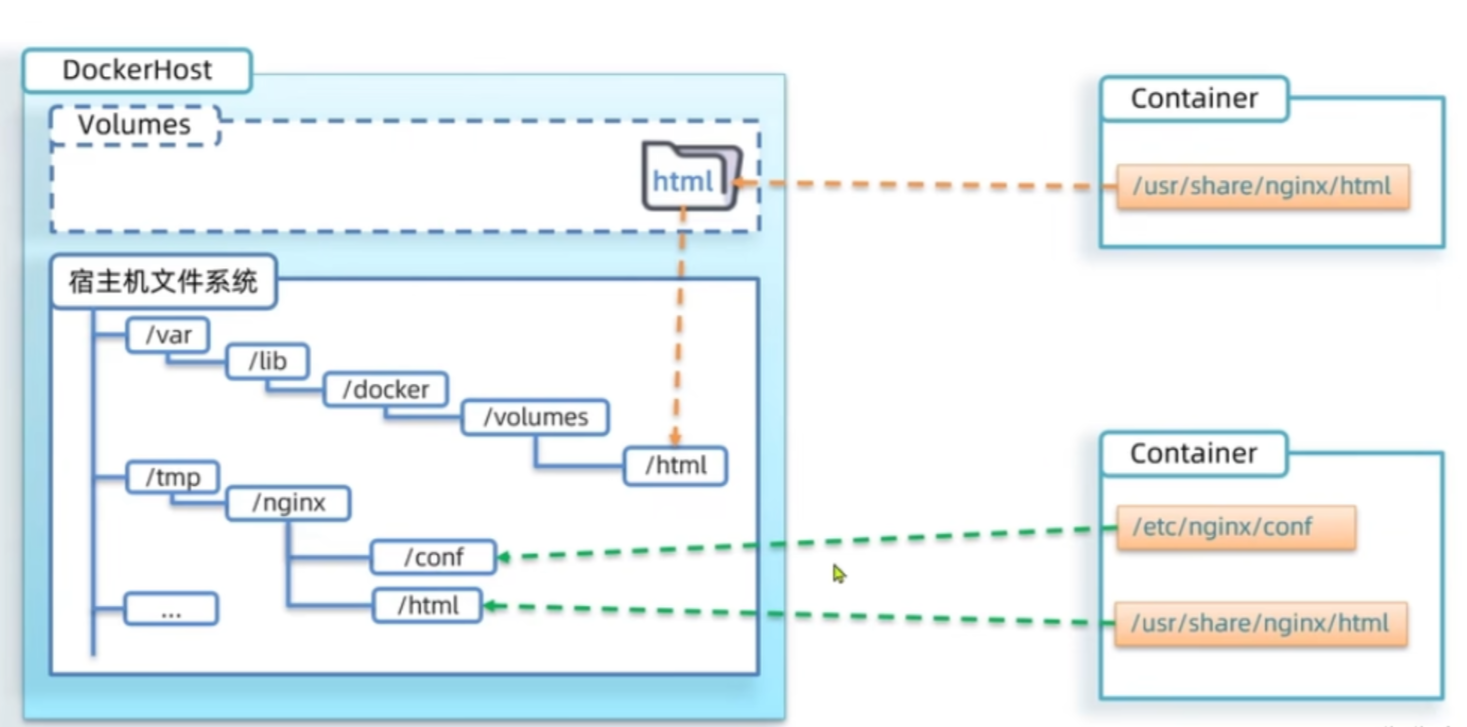 DockerHost
Volumes
html
宿主机文件系统
/var
/lib
/docker
/volumes
/html
/tmp
/nginx
/conf
/html
...
Container
/usr/share/nginx/html
Container
/etc/nginx/conf
/usr/share/nginx/html